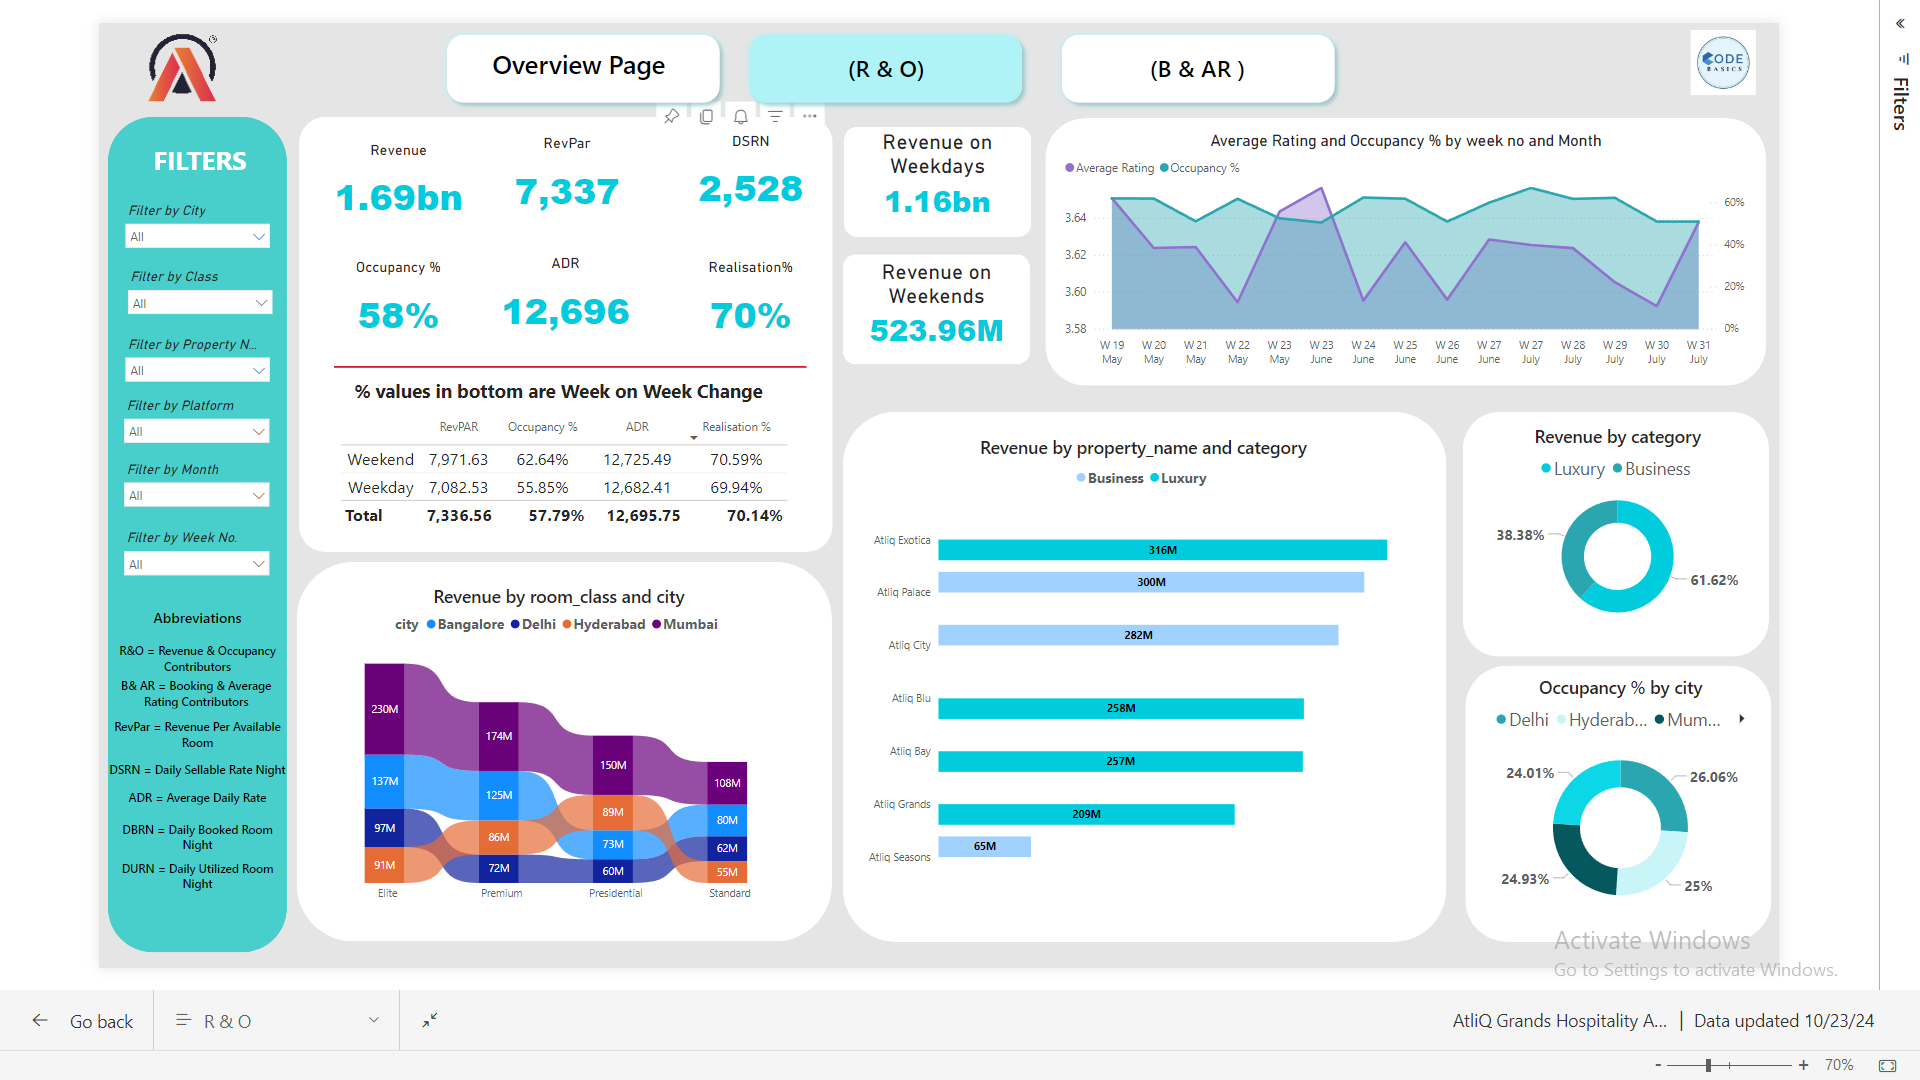 Overview Page
(R & O)
(B & AR )
CODE
BASICS
«
Filters
FILTERS
Filter by City
All
Filter by Class
All
Filter by Property N...
All
Filter by Platform
All
Filter by Month
All
Filter by Week No.
All
Abbreviations
R&O = Revenue & Occupancy
Contributors
B& AR = Booking & Average
Rating Contributors
RevPar = Revenue Per Available
Room
DSRN = Daily Sellable Rate Night
ADR = Average Daily Rate
DBRN = Daily Booked Room
Night
DURN = Daily Utilized Room
Night
Revenue
1.69bn
RevPar
7,337
DSRN
2,528
Occupancy %
58%
ADR
12,696
Realisation%
70%
% values in bottom are Week on Week Change
RevPAR Occupancy % ADR Realisation %
Weekend 7,971.63 62.64% 12,725.49 70.59%
Weekday 7,082.53 55.85% 12,682.41 69.94%
Total 7,336.56 57.79% 12,695.75 70.14%
Revenue on
Weekdays
1.16bn
Revenue on
Weekends
523.96M
Average Rating and Occupancy % by week no and Month
Average Rating Occupancy %
3.64
3.62
3.60
3.58
60%
40%
20%
0%
W 19 W 20 W 21 W 22 W 23 W 23 W 24 W 25 W 26 W 27 W 27 W 28 W 29 W 30 W 31
May May May May May June June June June June July July July July July
Revenue by room_class and city
city Bangalore Delhi Hyderabad Mumbai
230M
137M
97M
91M
174M
125M
86M
72M
150M
89M
73M
60M
108M
80M
62M
55M
Elite Premium Presidential Standard
Revenue by property_name and category
Business Luxury
Atliq Exotica 316M
Atliq Palace 300M
Atliq City 282M
Atliq Blu 258M
Atliq Bay 257M
Atliq Grands 209M
Atliq Seasons 65M
Revenue by category
Luxury Business
38.38%
61.62%
Occupancy % by city
Delhi Hyderab... Mum...
24.01%
26.06%
24.93%
25%
Activate Windows
Go to Settings to activate Windows.
Go back
R & O
AtliQ Grands Hospitality A... | Data updated 10/23/24
- + 70%